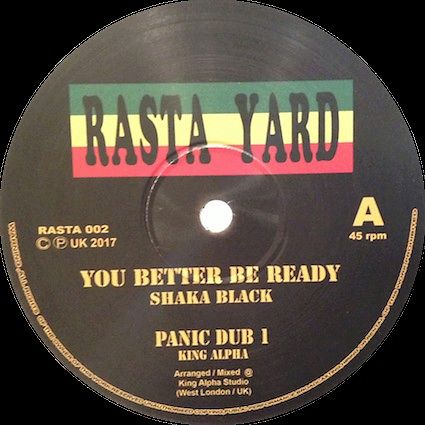 RASTA YARD
RASTA 002
© Ⓟ UK 2017
A
45 rpm
YOU BETTER BE READY
SHAKA BLACK
PANIC DUB 1
KING ALPHA
Arranged / Mixed @
King Alpha Studio
(West London / UK)